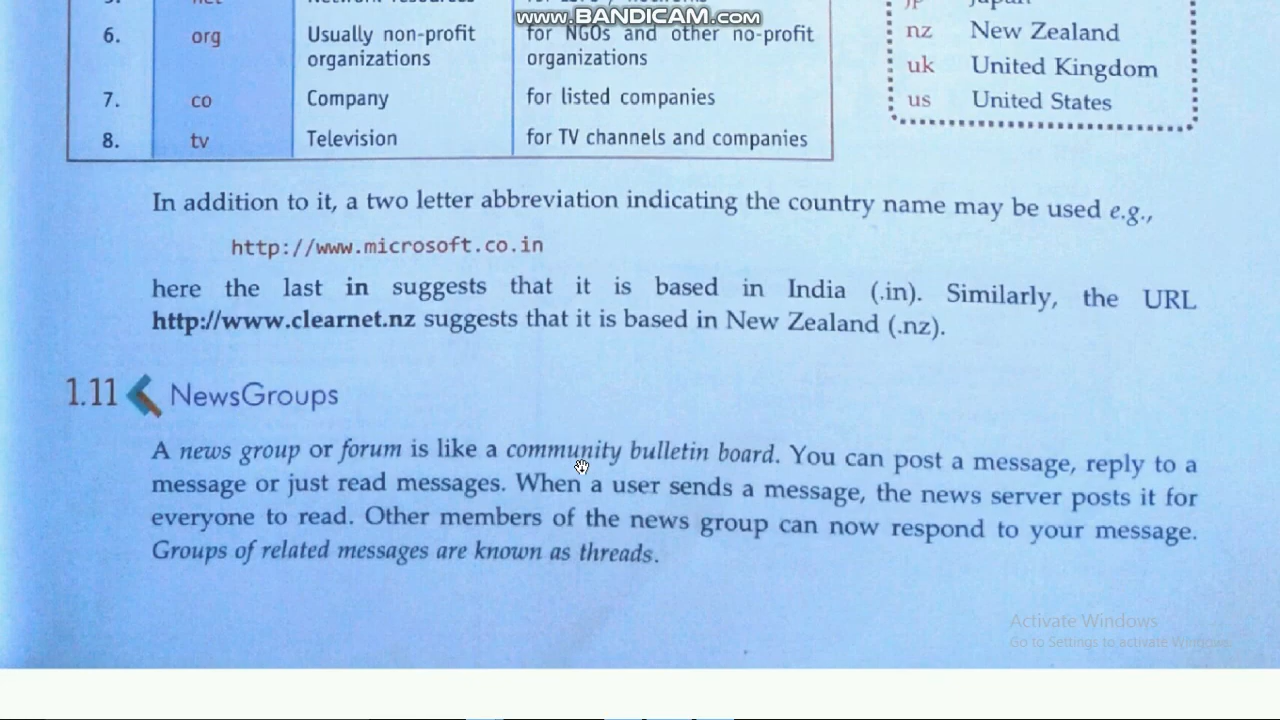 www.BANDICAM.com
jp Japan
6. org Usually non-profit for NGOs and other no-profit nz New Zealand
organizations organizations
uk United Kingdom
7. co Company for listed companies us United States
8. tv Television for TV channels and companies
In addition to it, a two letter abbreviation indicating the country name may be used e.g.,
http://www.microsoft.co.in
here the last in suggests that it is based in India (.in). Similarly, the URL
http://www.clearnet.nz suggests that it is based in New Zealand (.nz).
1.11 NewsGroups
A news group or forum is like a community bulletin board. You can post a message, reply to a
message or just read messages. When a user sends a message, the news server posts it for
everyone to read. Other members of the news group can now respond to your message.
Groups of related messages are known as threads.
Activate Windows
Go to Settings to activate Windows.